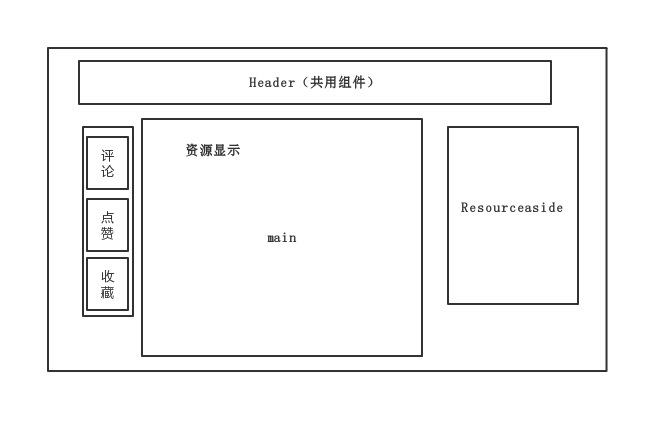 Header（共用组件）
评
论
点
赞
收
藏
资源显示
main
Resourceaside